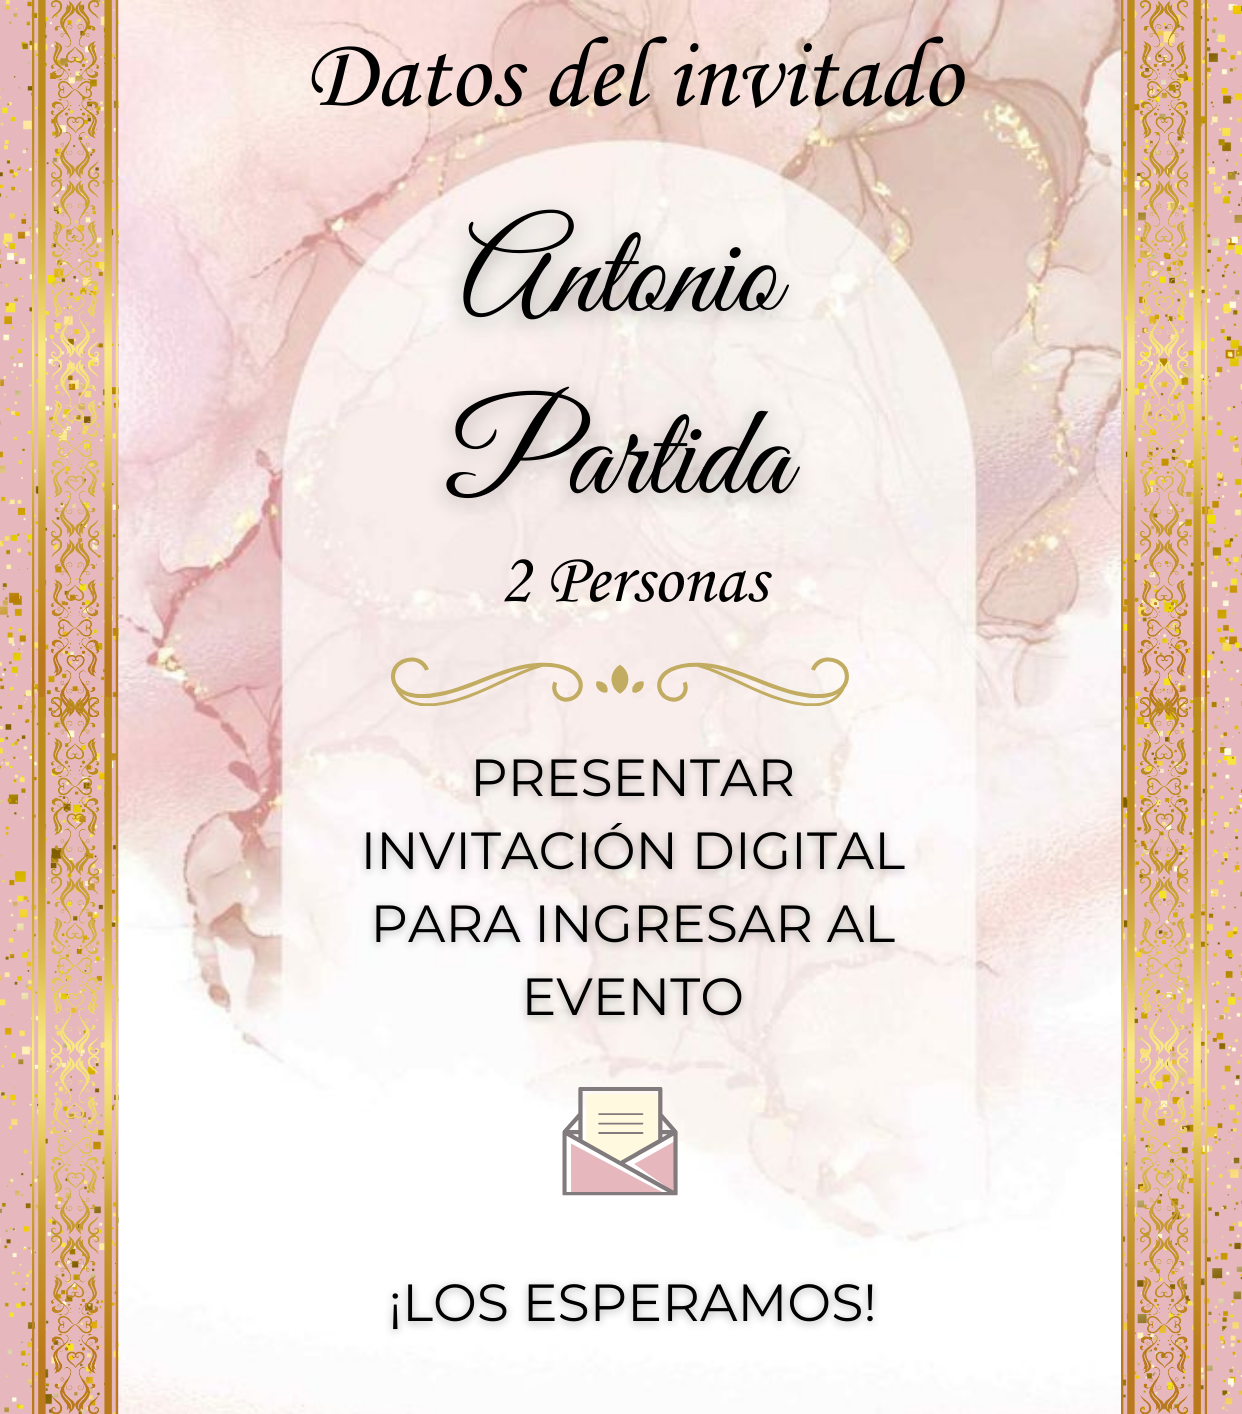 Datos del invitado
Antonio
Partida
2 Personas
PRESENTAR
INVITACIÓN DIGITAL
PARA INGRESAR AL
EVENTO
¡LOS ESPERAMOS!